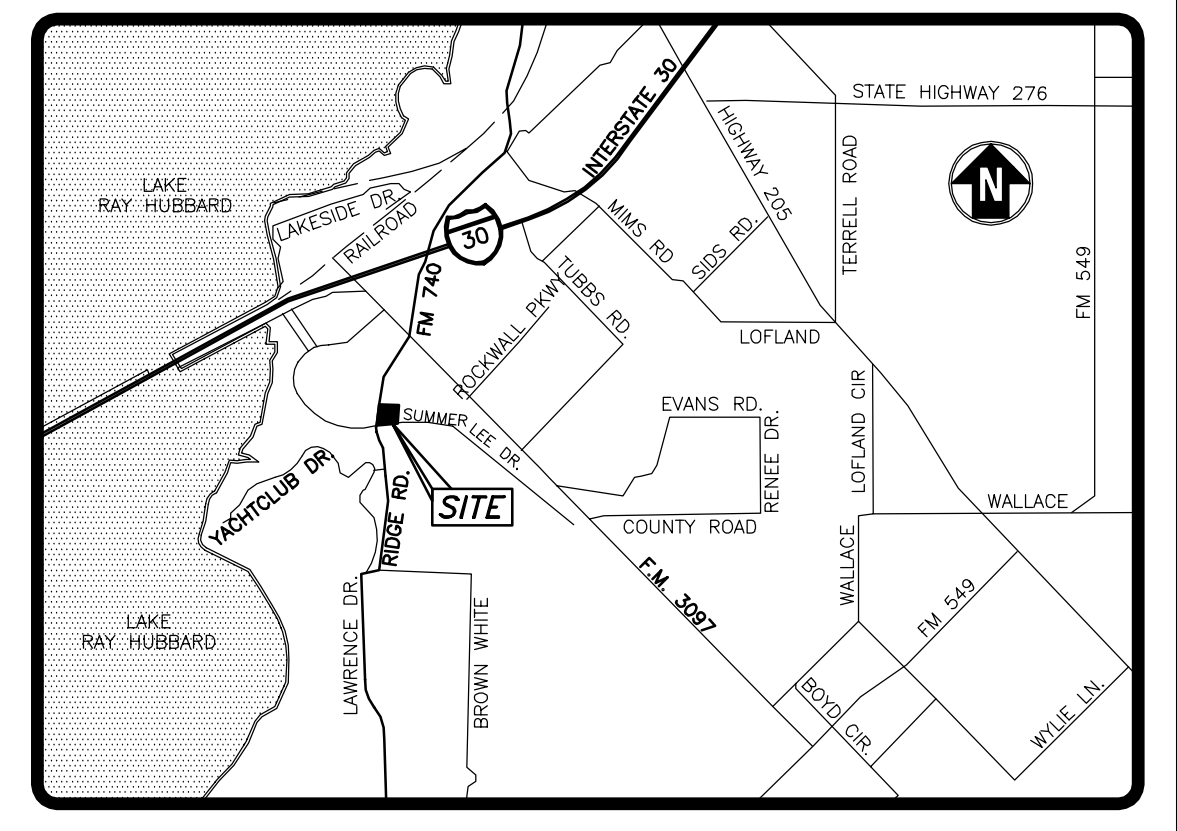 STATE HIGHWAY 276
INTERSTATE 30
HIGHWAY 205
TERRELL ROAD
N
LAKE
RAY HUBBARD
LAKESIDE DR.
RAILROAD
30
MIMS RD
SIDS RD.
FM 549
FM 740
TUBBS RD.
ROCKWALL PKWY
LOFLAND
EVANS RD.
RENEE DR.
LOFLAND CIR
SUMMER LEE DR.
SITE
YACHTCLUB DR.
RIDGE RD.
COUNTY ROAD
WALLACE
WALLACE
F.M. 3097
FM 549
LAKE
RAY HUBBARD
LAWRENCE DR.
BROWN WHITE
BOYD CIR.
WYLIE LN.